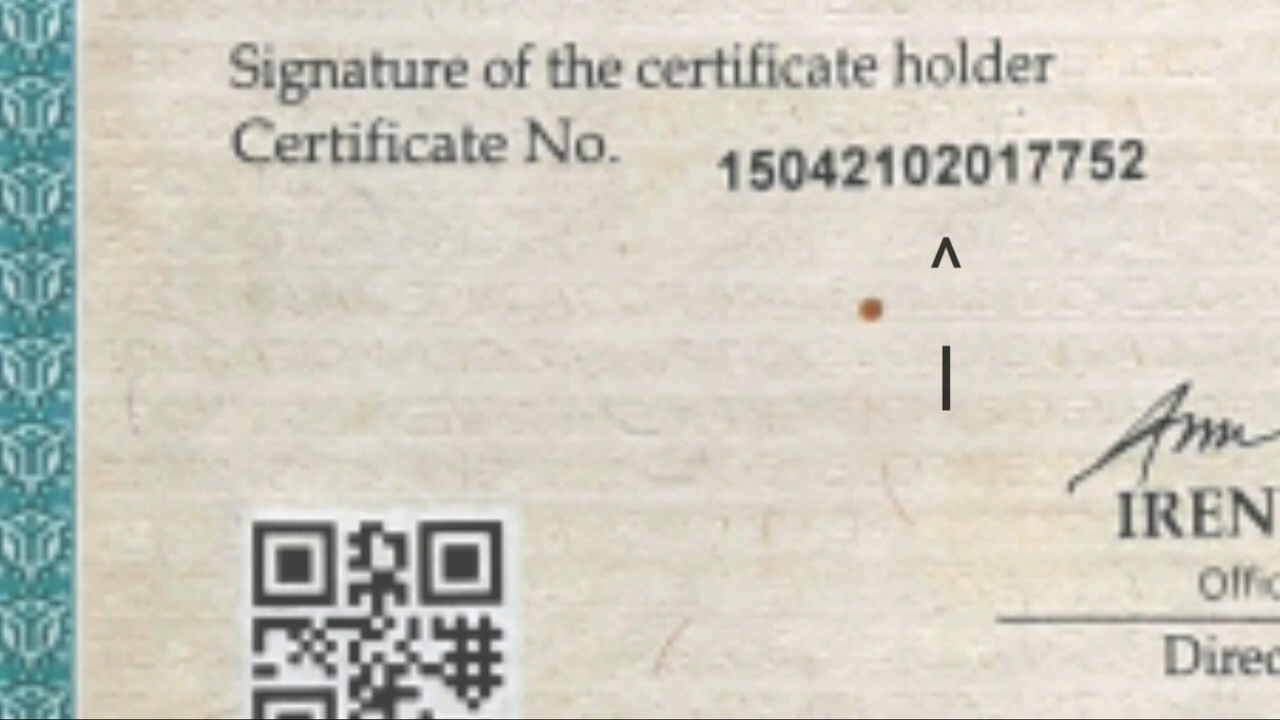 Signature of the certificate holder
Certificate No. 15042102017752
^
|
IREN
Offic
Direc